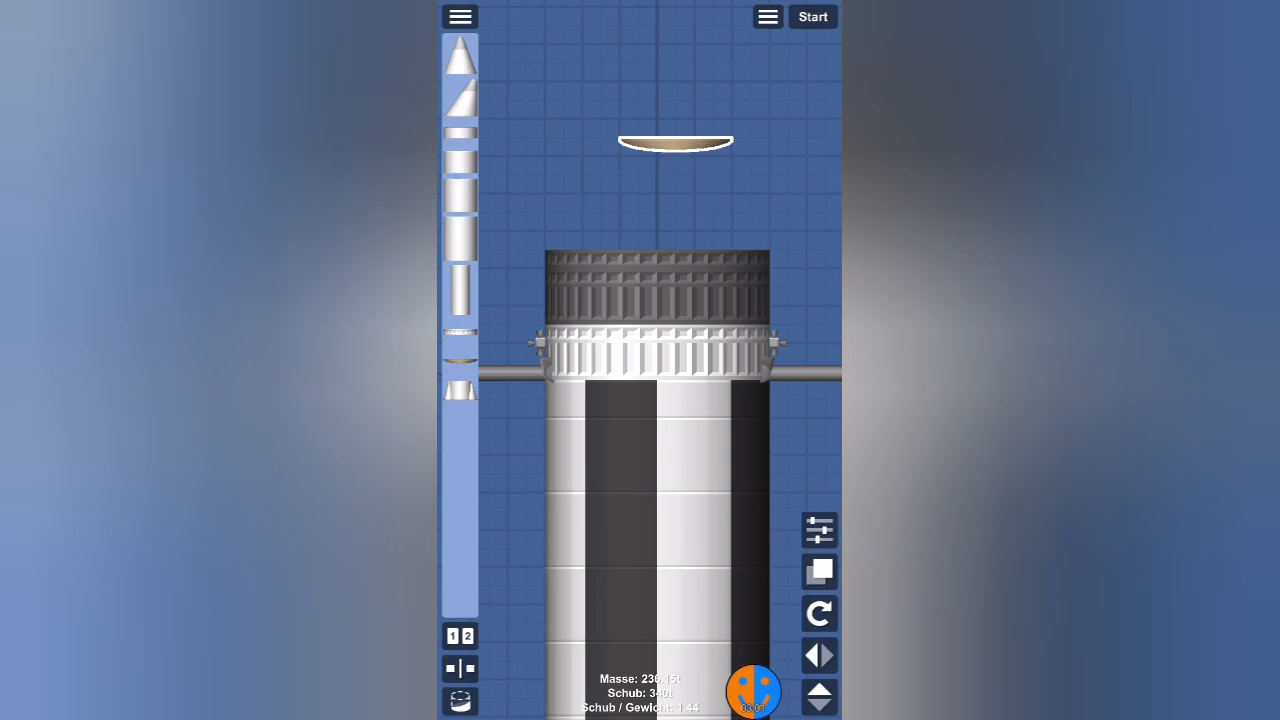 Start
1 2
Masse: 236.15t
Schub: 340t
Schub / Gewicht: 1.44